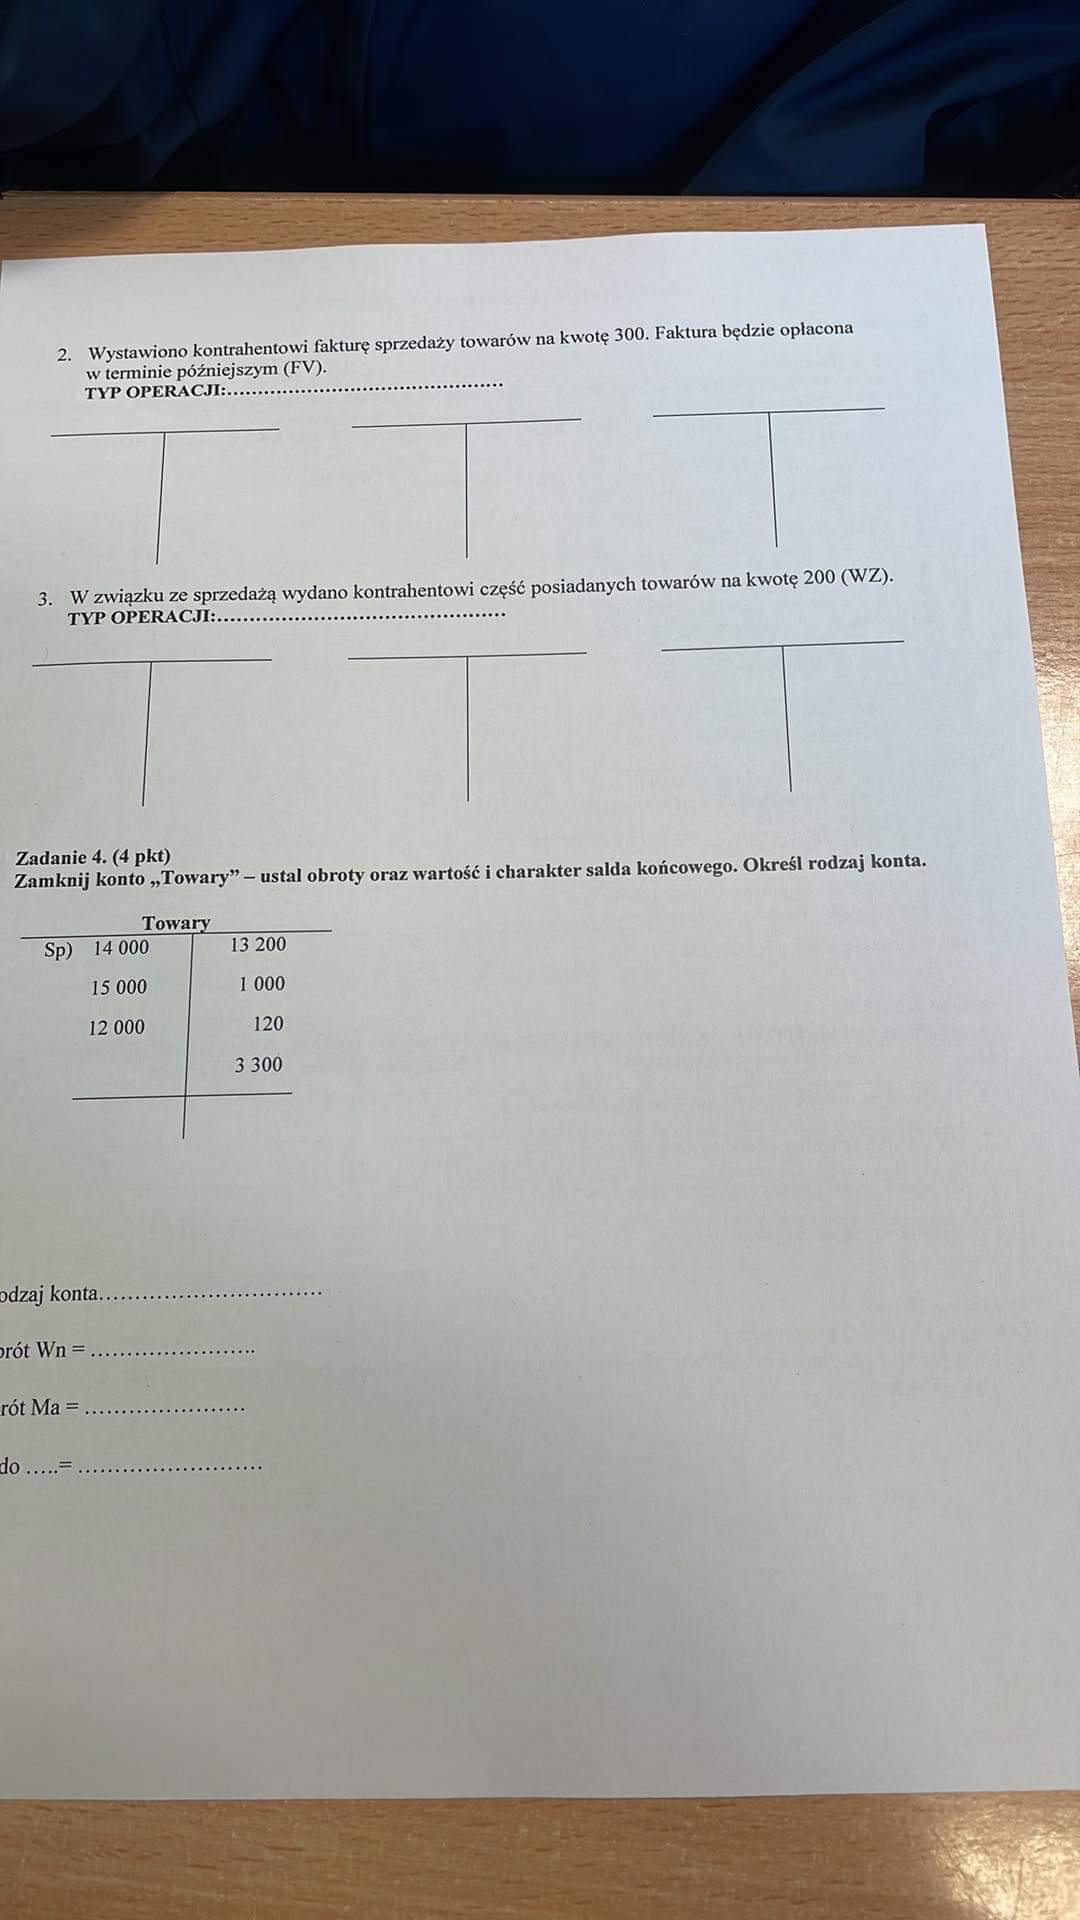 2. Wystawiono kontrahentowi fakturę sprzedaży towarów na kwotę 300. Faktura będzie opłacona
w terminie późniejszym (FV).
TYP OPERACJI:..............................................
3. W związku ze sprzedażą wydano kontrahentowi część posiadanych towarów na kwotę 200 (WZ).
TYP OPERACJI:..............................................
Zadanie 4. (4 pkt)
Zamknij konto „Towary” – ustal obroty oraz wartość i charakter salda końcowego. Określ rodzaj konta.
Towary
Sp) 14 000 13 200
15 000 1 000
12 000 120
3 300
odzaj konta................................
brót Wn = ........................
rót Ma = .......................
do .....= ..........................